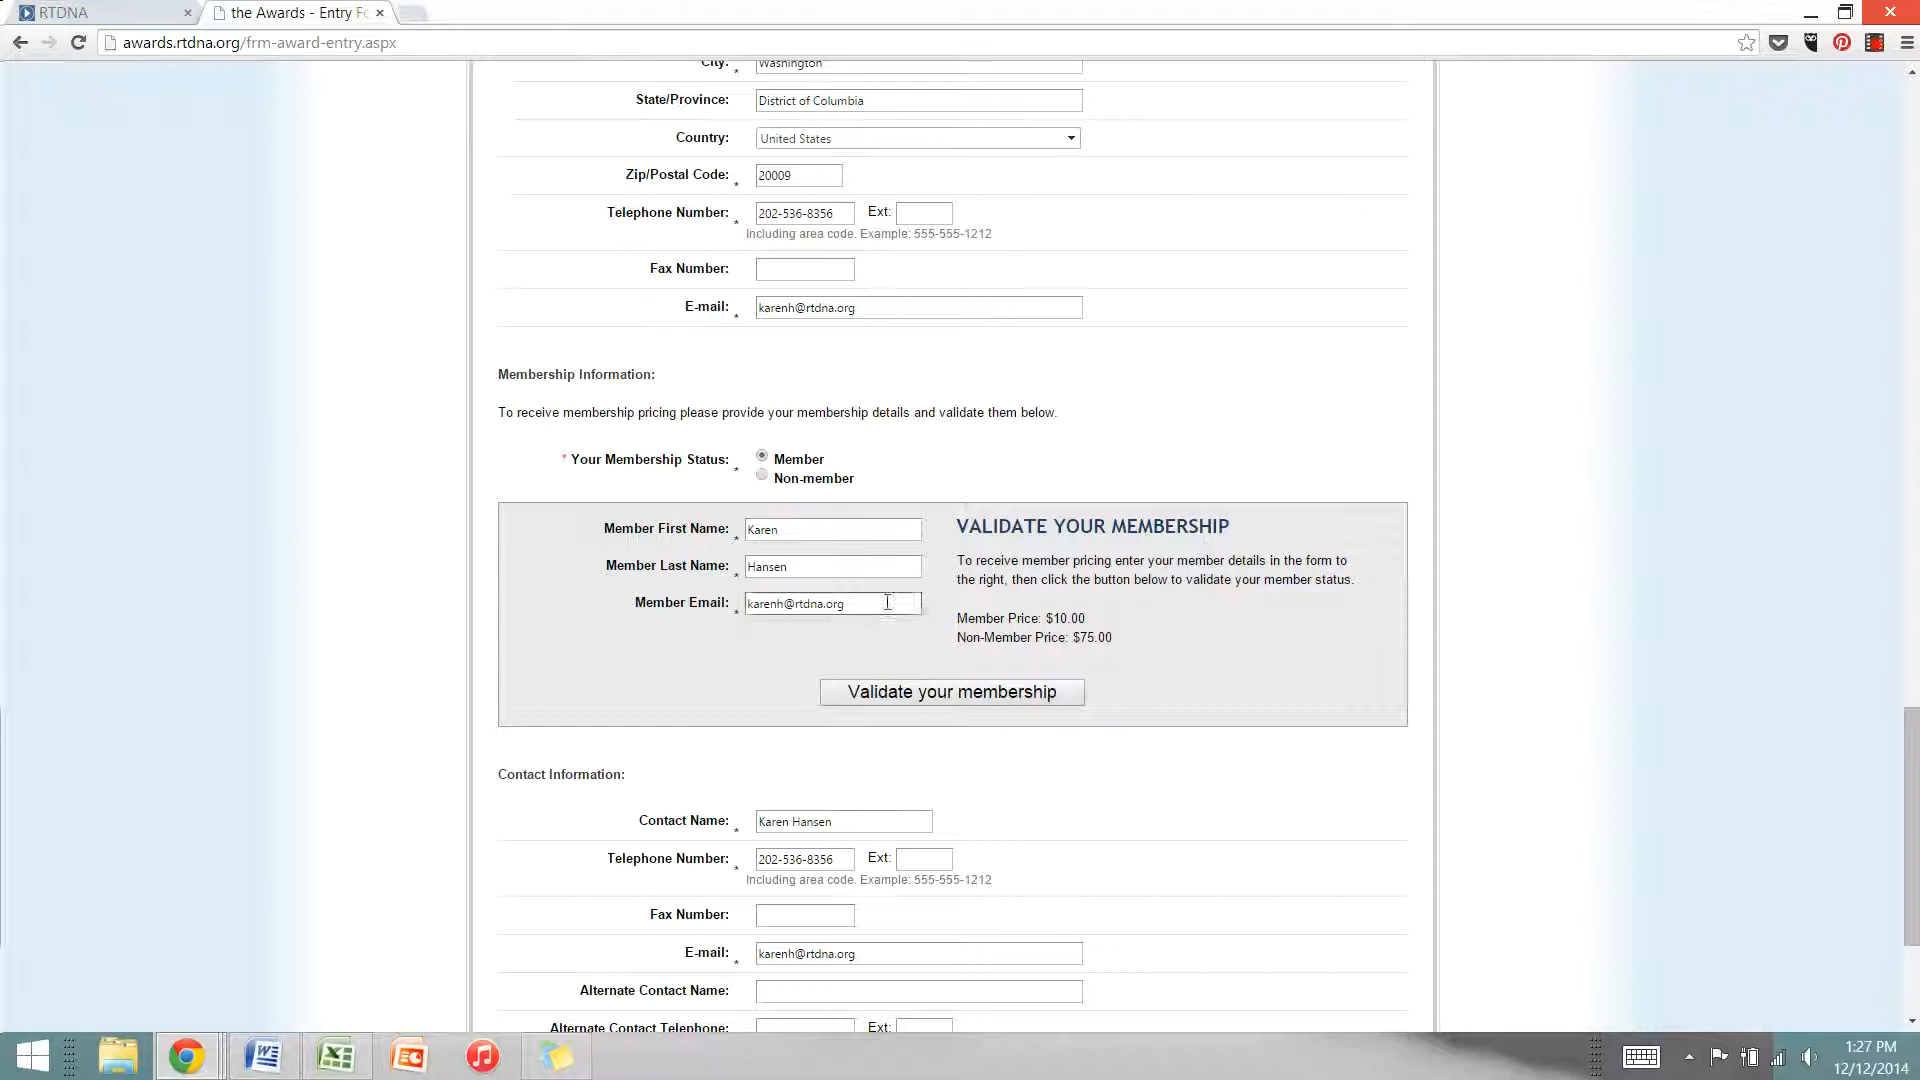 RTDNA
the Awards - Entry Fo
awards.rtdna.org/frm-award-entry.aspx
City: * Washington
State/Province: District of Columbia
Country: United States
Zip/Postal Code: * 20009
Telephone Number: * 202-536-8356 Ext:
Including area code. Example: 555-555-1212
Fax Number:
E-mail: * karenh@rtdna.org
Membership Information:
To receive membership pricing please provide your membership details and validate them below.
* Your Membership Status: * Member
Non-member
Member First Name: * Karen
Member Last Name: * Hansen
Member Email: * karenh@rtdna.org
VALIDATE YOUR MEMBERSHIP
To receive member pricing enter your member details in the form to
the right, then click the button below to validate your member status.
Member Price: $10.00
Non-Member Price: $75.00
Validate your membership
Contact Information:
Contact Name: * Karen Hansen
Telephone Number: * 202-536-8356 Ext:
Including area code. Example: 555-555-1212
Fax Number:
E-mail: * karenh@rtdna.org
Alternate Contact Name:
Alternate Contact Telephone: Ext:
1:27 PM
12/12/2014